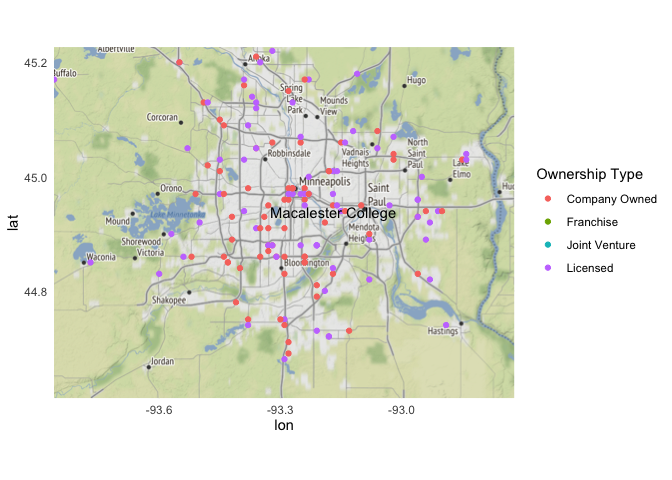 Albertville
45.2
Spring
Lake
Park
Mounds
View
Hugo
Corcoran
Robbinsdale
Vadnais
Heights
North
Saint
Paul
Lake
Elmo
45.0
Orono
Minneapolis
Saint
Paul
Mound
Lake Minnetonka
Macalester College
Shorewood
Victoria
Waconia
Mendota
Heights
Bloomington
44.8
Shakopee
Hastings
Jordan
-93.6
-93.3
-93.0
lon
lat
Ownership Type
Company Owned
Franchise
Joint Venture
Licensed